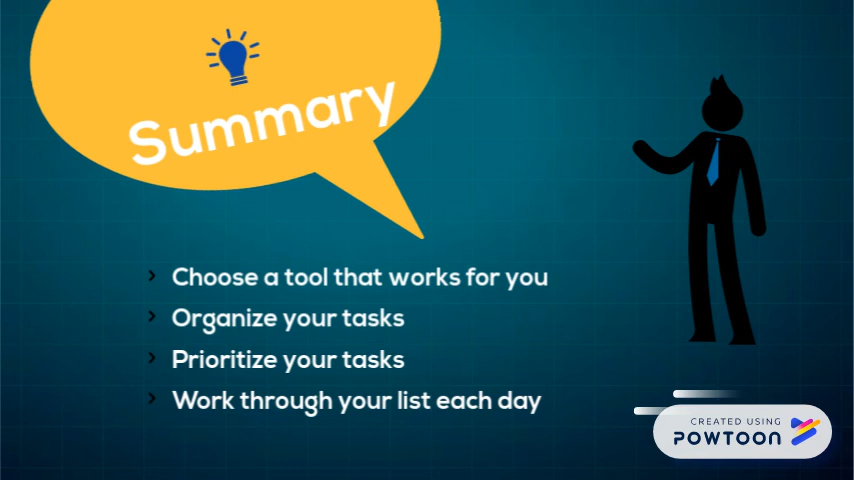 Summary
Choose a tool that works for you
Organize your tasks
Prioritize your tasks
Work through your list each day
CREATED USING
POWTOON